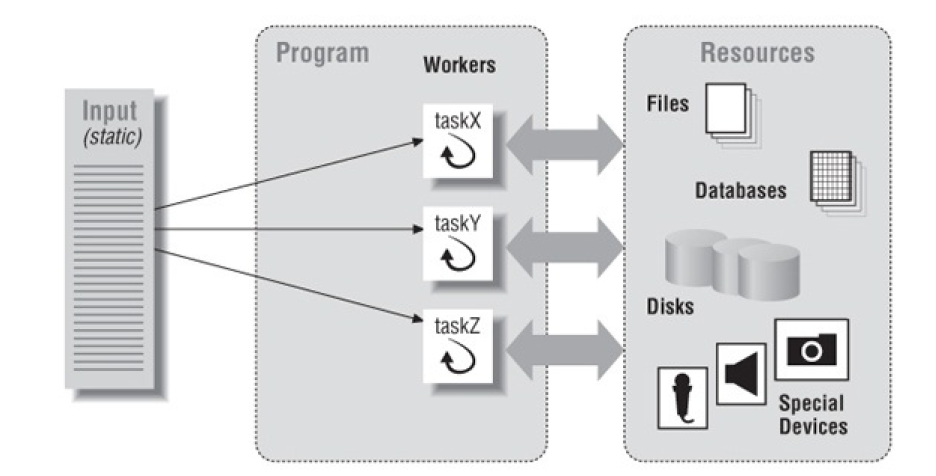 Program
Workers
Resources
Input
(static)
taskX
taskY
taskZ
Files
Databases
Disks
Special
Devices